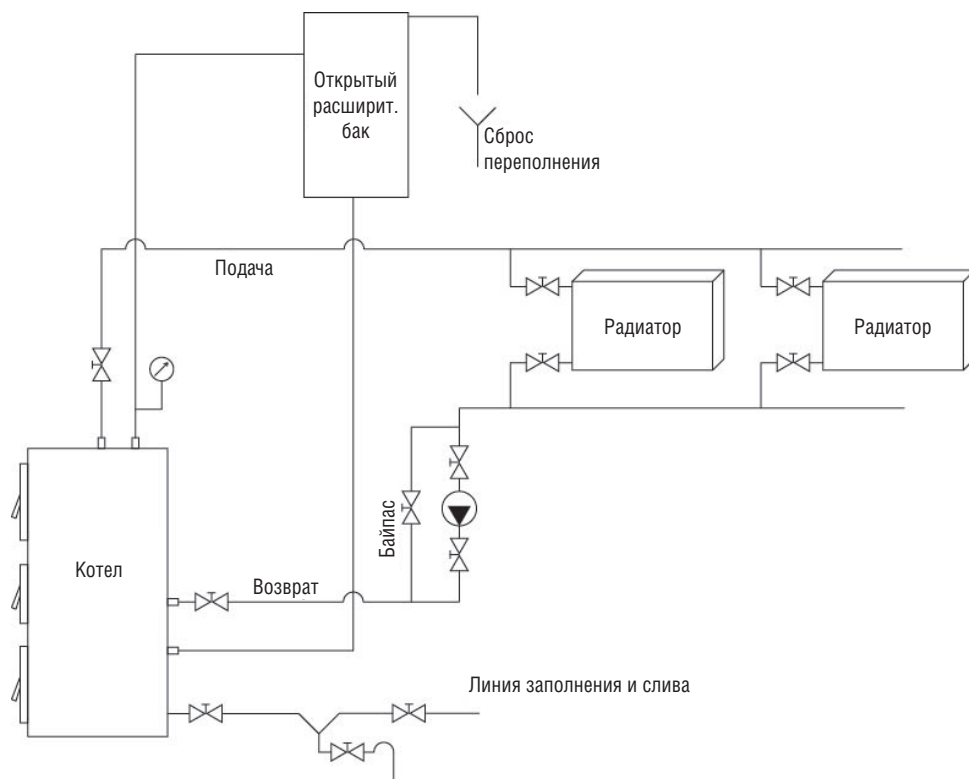 Открытый
расширит.
бак
Сброс
переполнения
Подача
Радиатор
Радиатор
Байпас
Котел
Возврат
Линия заполнения и слива